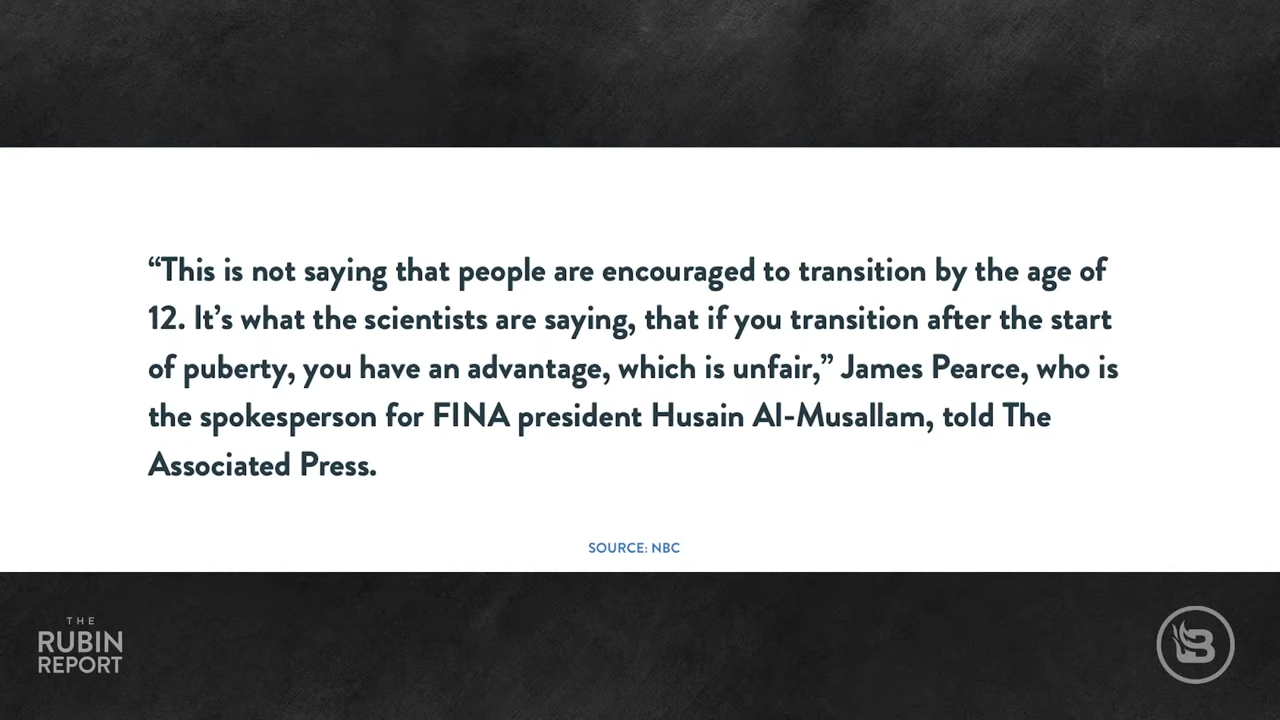 “This is not saying that people are encouraged to transition by the age of
12. It’s what the scientists are saying, that if you transition after the start
of puberty, you have an advantage, which is unfair,” James Pearce, who is
the spokesperson for FINA president Husain Al-Musallam, told The
Associated Press.
SOURCE: NBC
THE
RUBIN
REPORT
B